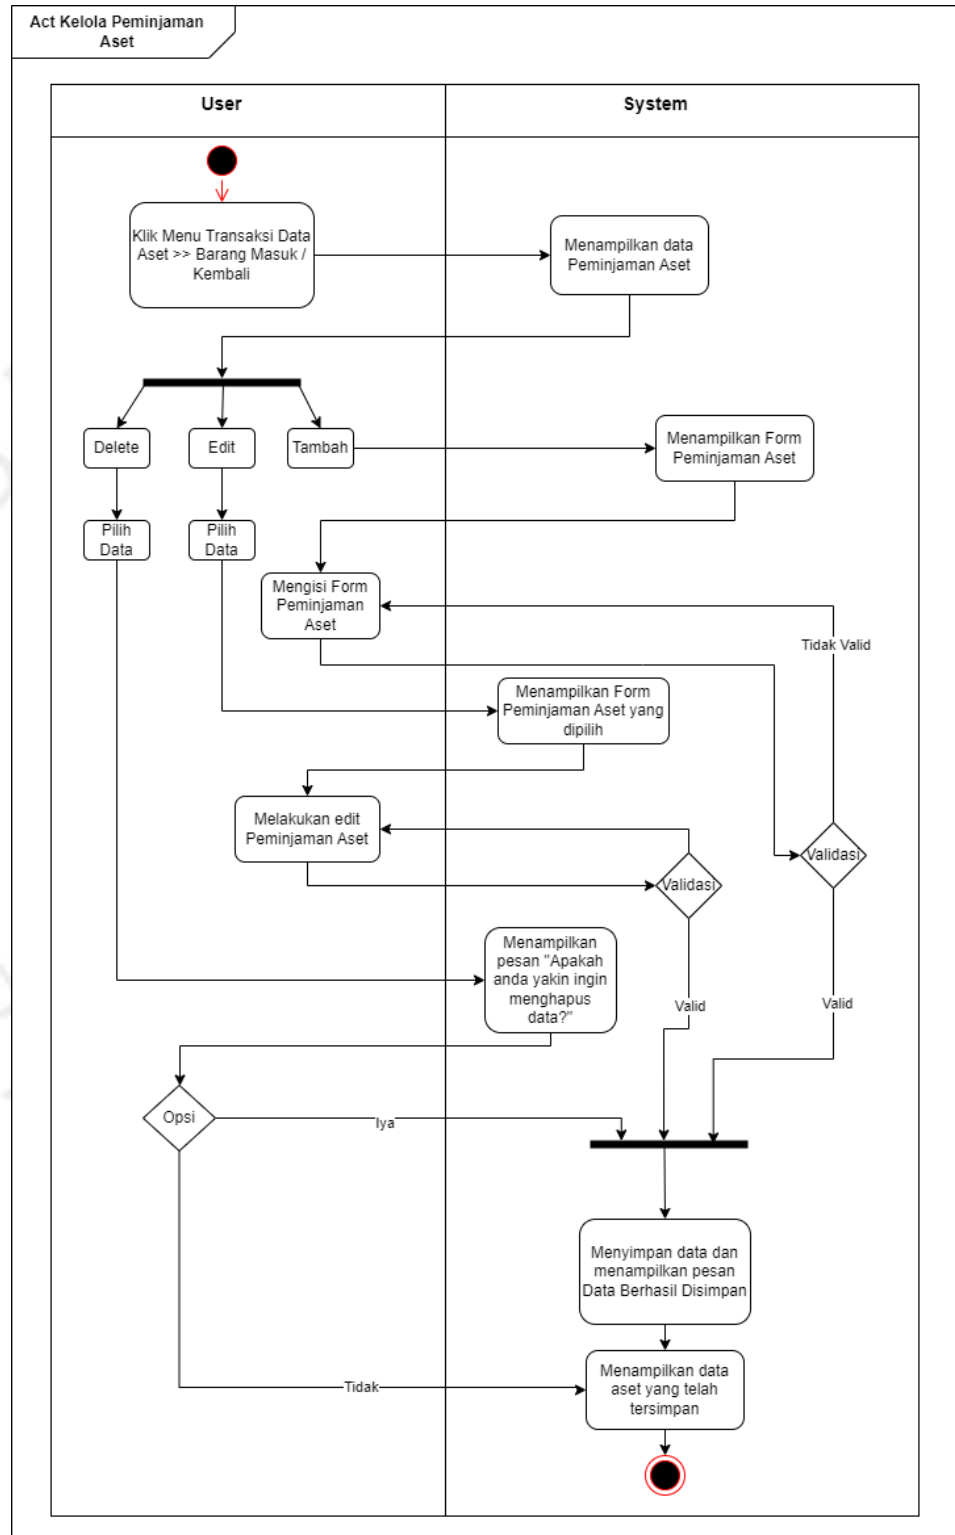 Act Kelola Peminjaman
Aset
User
System
Klik Menu Transaksi Data
Aset >> Barang Masuk /
Kembali
Menampilkan data
Peminjaman Aset
Delete
Edit
Tambah
Menampilkan Form
Peminjaman Aset
Pilih
Data
Pilih
Data
Mengisi Form
Peminjaman
Aset
Tidak Valid
Menampilkan Form
Peminjaman Aset yang
dipilih
Melakukan edit
Peminjaman Aset
Validasi
Validasi
Menampilkan
pesan "Apakah
anda yakin ingin
menghapus
data?"
Valid
Valid
Opsi
Iya
Menyimpan data dan
menampilkan pesan
Data Berhasil Disimpan
Menampilkan data
aset yang telah
tersimpan
Tidak